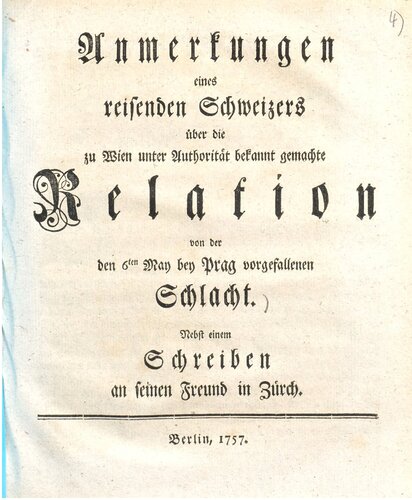 4)
Anmerkungen
eines
reisenden Schweizers
über die
zu Wien unter Authorität bekannt gemachte
Relation
von der
den 6ten May bey Prag vorgefallenen
Schlacht.
Nebst einem
Schreiben
an seinen Freund in Zürch.
Berlin, 1757.